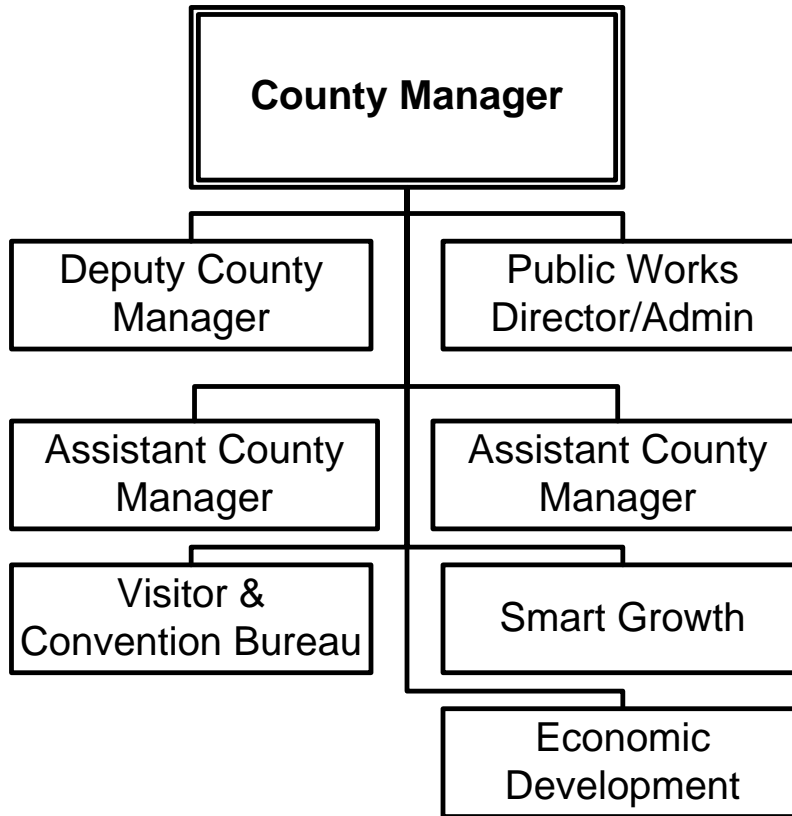 County Manager
Deputy County
Manager
Public Works
Director/Admin
Assistant County
Manager
Assistant County
Manager
Visitor &
Convention Bureau
Smart Growth
Economic
Development